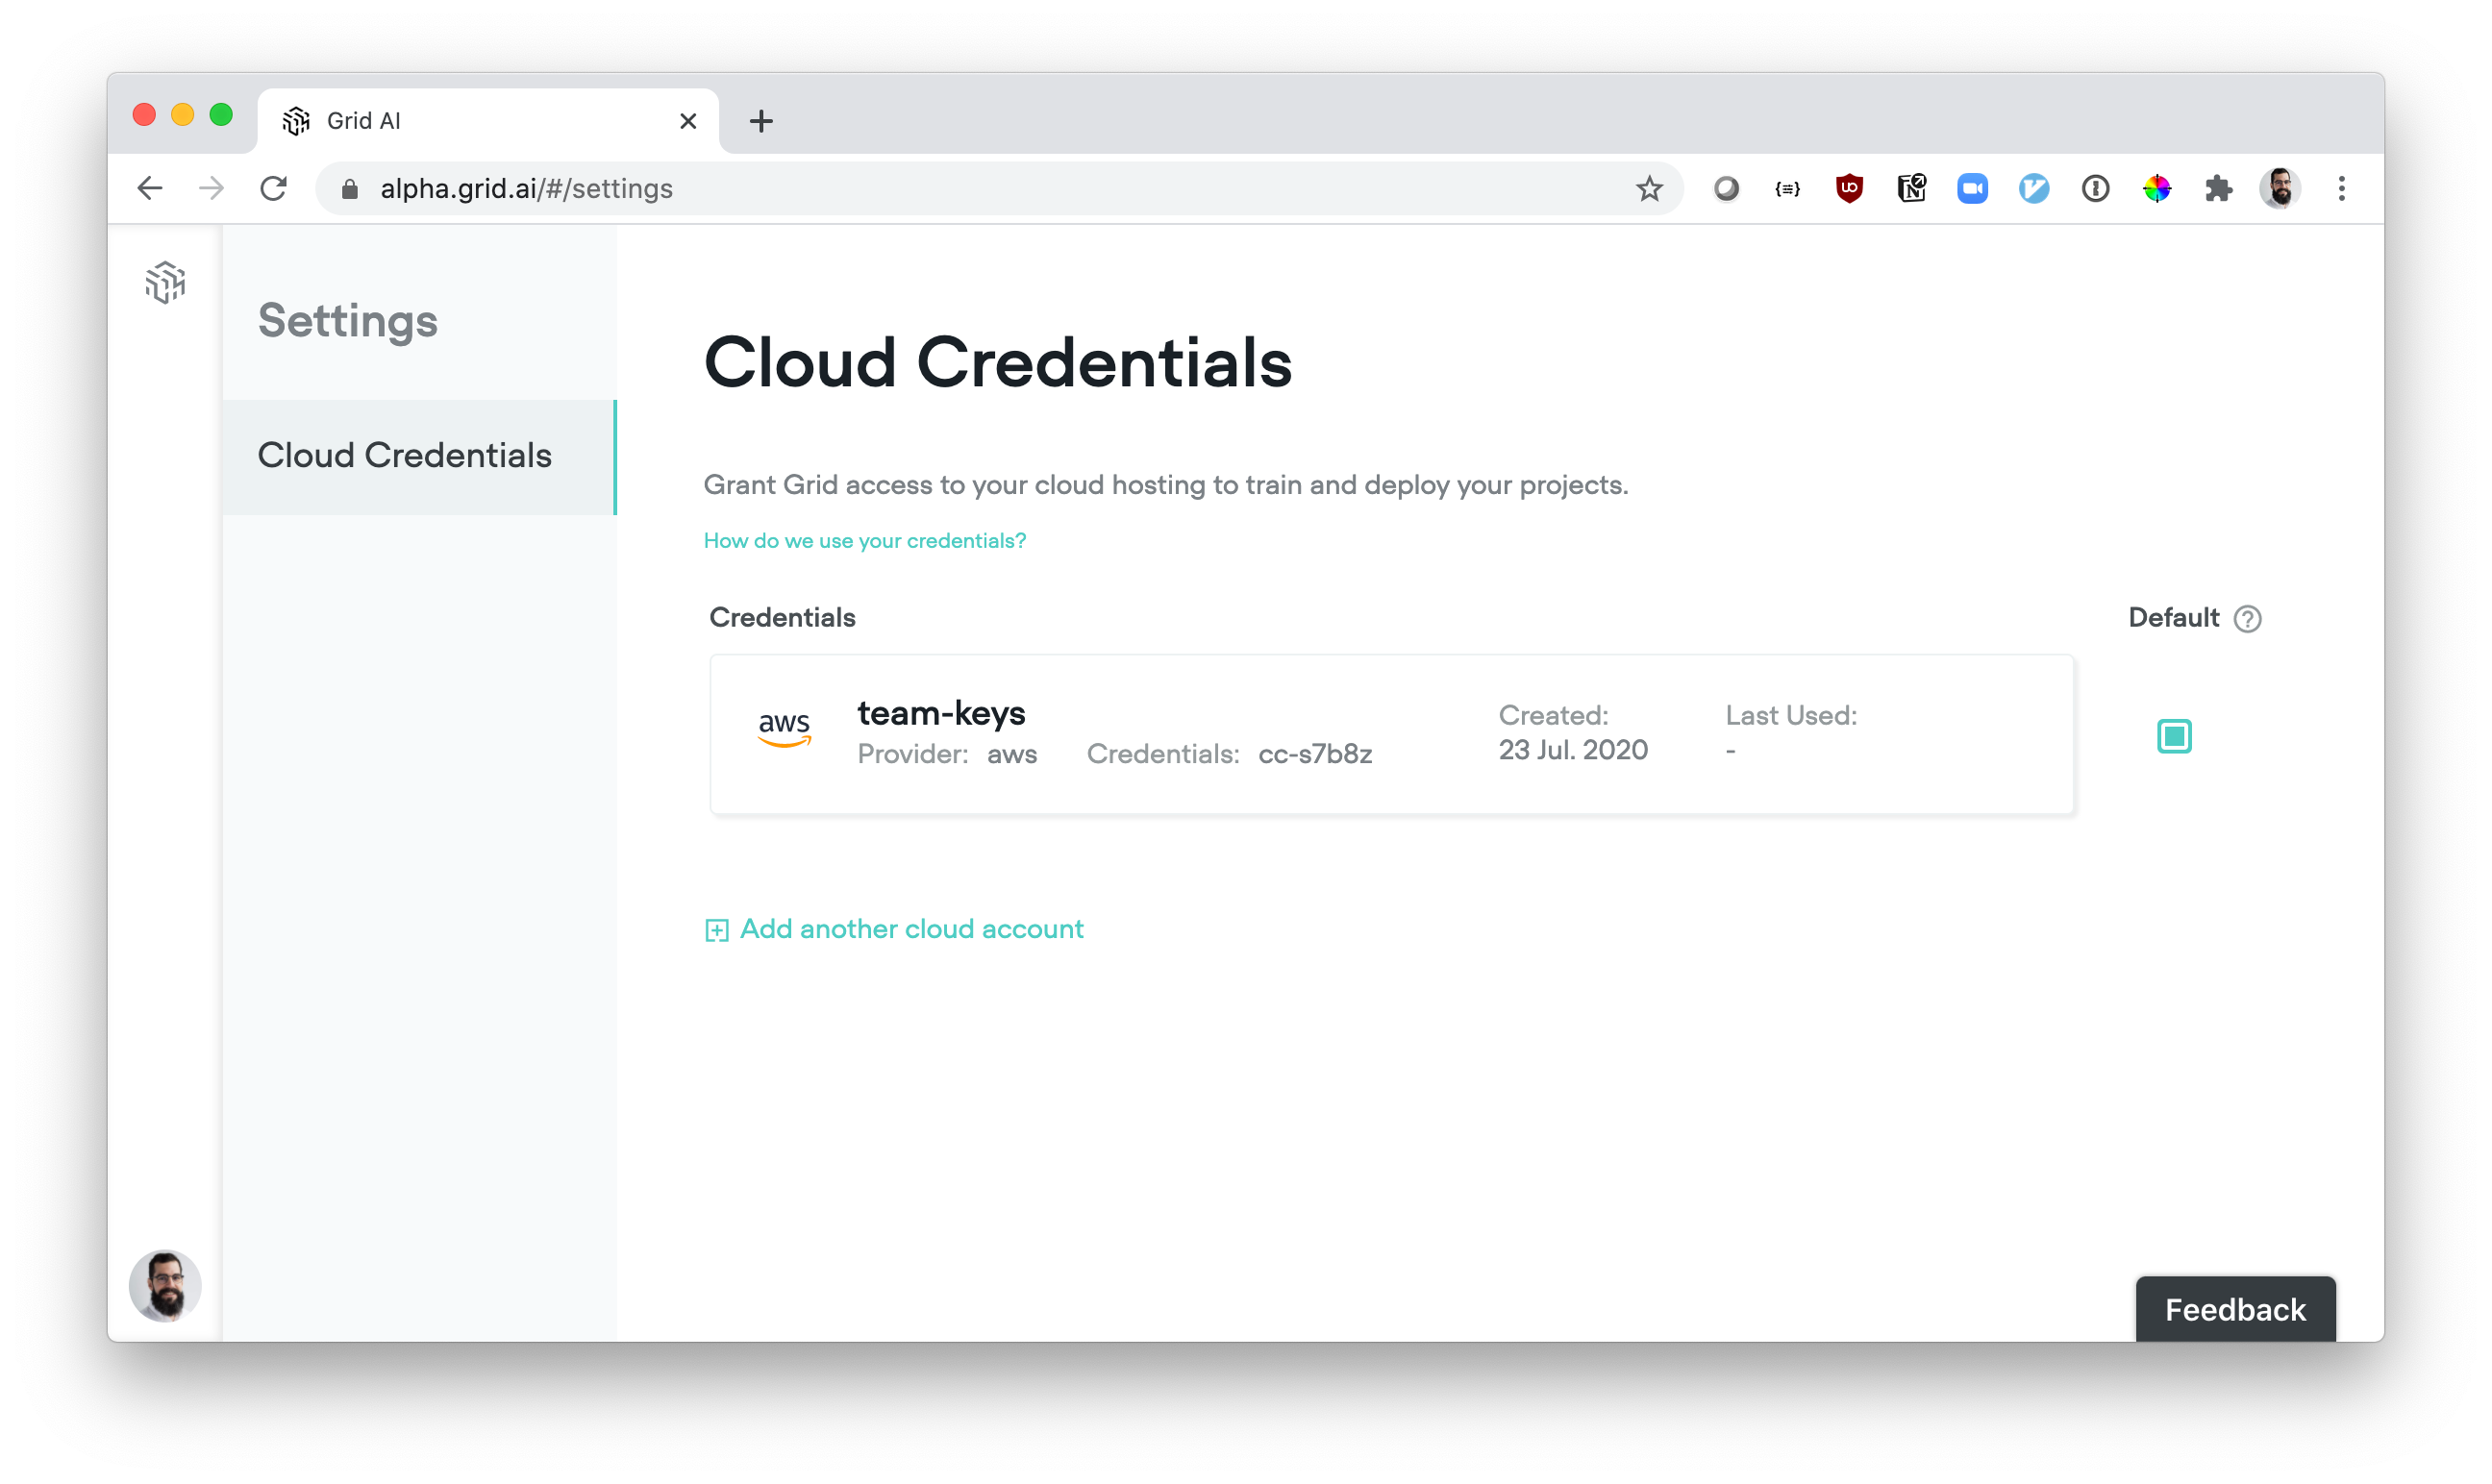 Grid AI
alpha.grid.ai/#/settings
Settings
Cloud Credentials
Cloud Credentials
Grant Grid access to your cloud hosting to train and deploy your projects.
How do we use your credentials?
Credentials
Default ?
aws
team-keys
Provider: aws Credentials: cc-s7b8z
Created:
23 Jul. 2020
Last Used:
-
Add another cloud account
Feedback